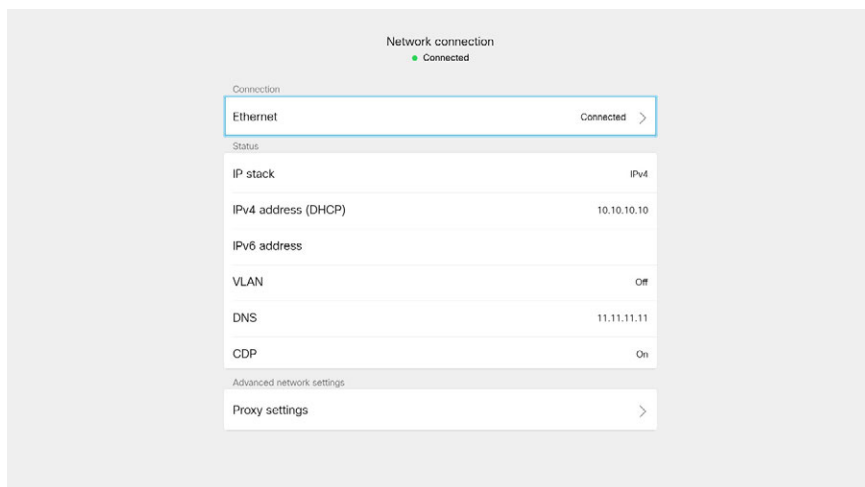 Network connection
Connected
Connection
Ethernet Connected
Status
IP stack IPv4
IPv4 address (DHCP) 10.10.10.10
IPv6 address
VLAN Off
DNS 11.11.11.11
CDP On
Advanced network settings
Proxy settings